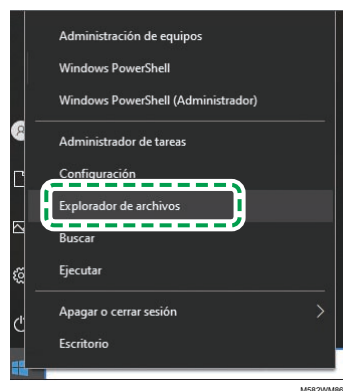 Administración de equipos
Windows PowerShell
Windows PowerShell (Administrador)
Administrador de tareas
Configuración
Explorador de archivos
Buscar
Ejecutar
Apagar o cerrar sesión
Escritorio
M582WM86